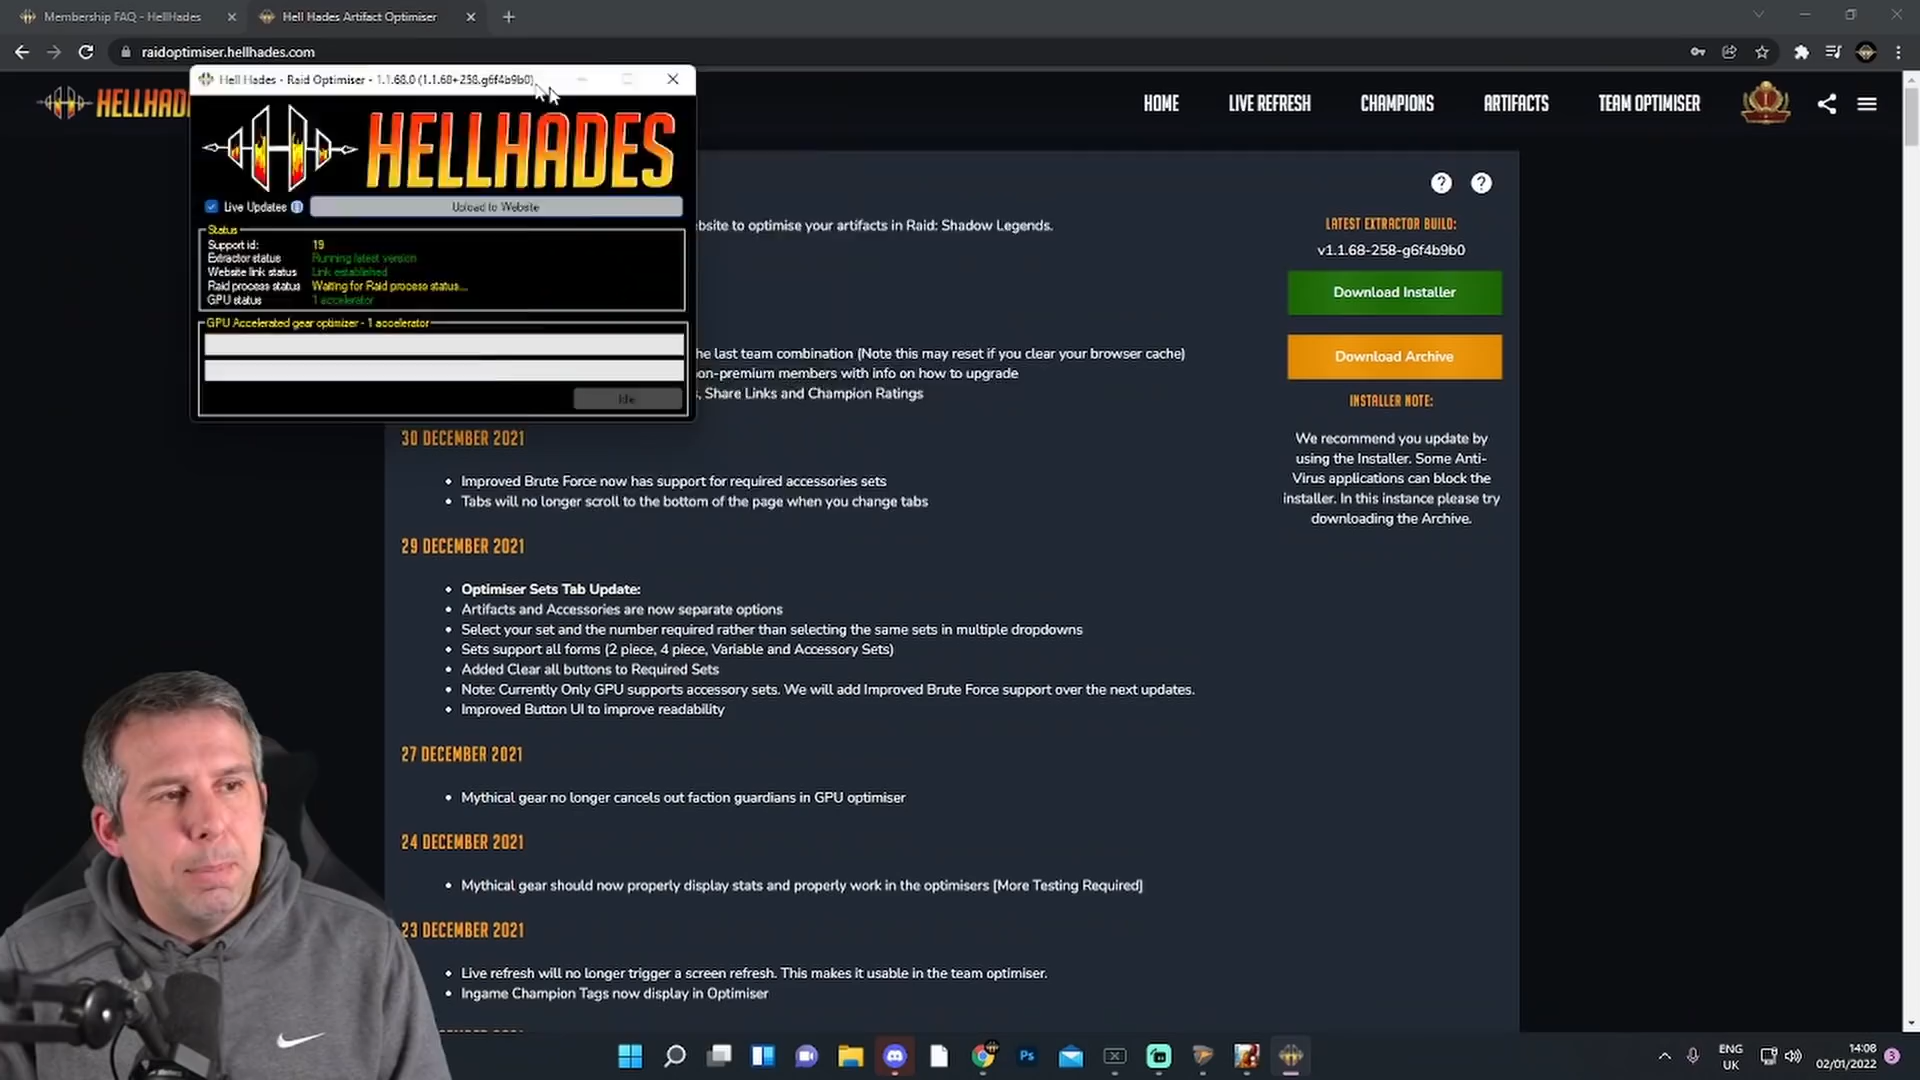 Membership FAQ - HellHades
Hell Hades Artifact Optimiser
raidoptimiser.hellhades.com
Hell Hades - Raid Optimiser - 1.1.68.0 (1.1.68+258.g6f4b9b0)
HELLHADES
HELLHAD
HOME
LIVE REFRESH
CHAMPIONS
ARTIFACTS
TEAM OPTIMISER
Live Updates
Upload to Website
Status
Support id: 19
Extractor status Running latest version
Website link status Link established
Raid process status Waiting for Raid process status...
GPU status 1 accelerator
GPU Accelerated gear optimizer - 1 accelerator
Idle
bsite to optimise your artifacts in Raid: Shadow Legends.
he last team combination (Note this may reset if you clear your browser cache)
on-premium members with info on how to upgrade
, Share Links and Champion Ratings
LATEST EXTRACTOR BUILD:
v1.1.68-258-g6f4b9b0
Download Installer
Download Archive
INSTALLER NOTE:
We recommend you update by
using the Installer. Some Anti-
Virus applications can block the
installer. In this instance please try
downloading the Archive.
30 DECEMBER 2021
• Improved Brute Force now has support for required accessories sets
• Tabs will no longer scroll to the bottom of the page when you change tabs
29 DECEMBER 2021
• Optimiser Sets Tab Update:
• Artifacts and Accessories are now separate options
• Select your set and the number required rather than selecting the same sets in multiple dropdowns
• Sets support all forms (2 piece, 4 piece, Variable and Accessory Sets)
• Added Clear all buttons to Required Sets
• Note: Currently Only GPU supports accessory sets. We will add Improved Brute Force support over the next updates.
• Improved Button UI to improve readability
27 DECEMBER 2021
• Mythical gear no longer cancels out faction guardians in GPU optimiser
24 DECEMBER 2021
• Mythical gear should now properly display stats and properly work in the optimisers [More Testing Required]
23 DECEMBER 2021
• Live refresh will no longer trigger a screen refresh. This makes it usable in the team optimiser.
• Ingame Champion Tags now display in Optimiser
Ps
ENG
UK
14:08
02/01/2022
3